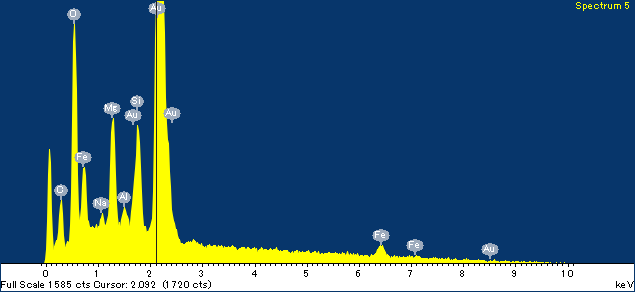 Spectrum 5
Au
O
Si
Mg
Au
Au
Fe
C
Na
Al
Fe
Fe
Au
0 1 2 3 4 5 6 7 8 9 10
Full Scale 1585 cts Cursor: 2.092 (1720 cts) keV